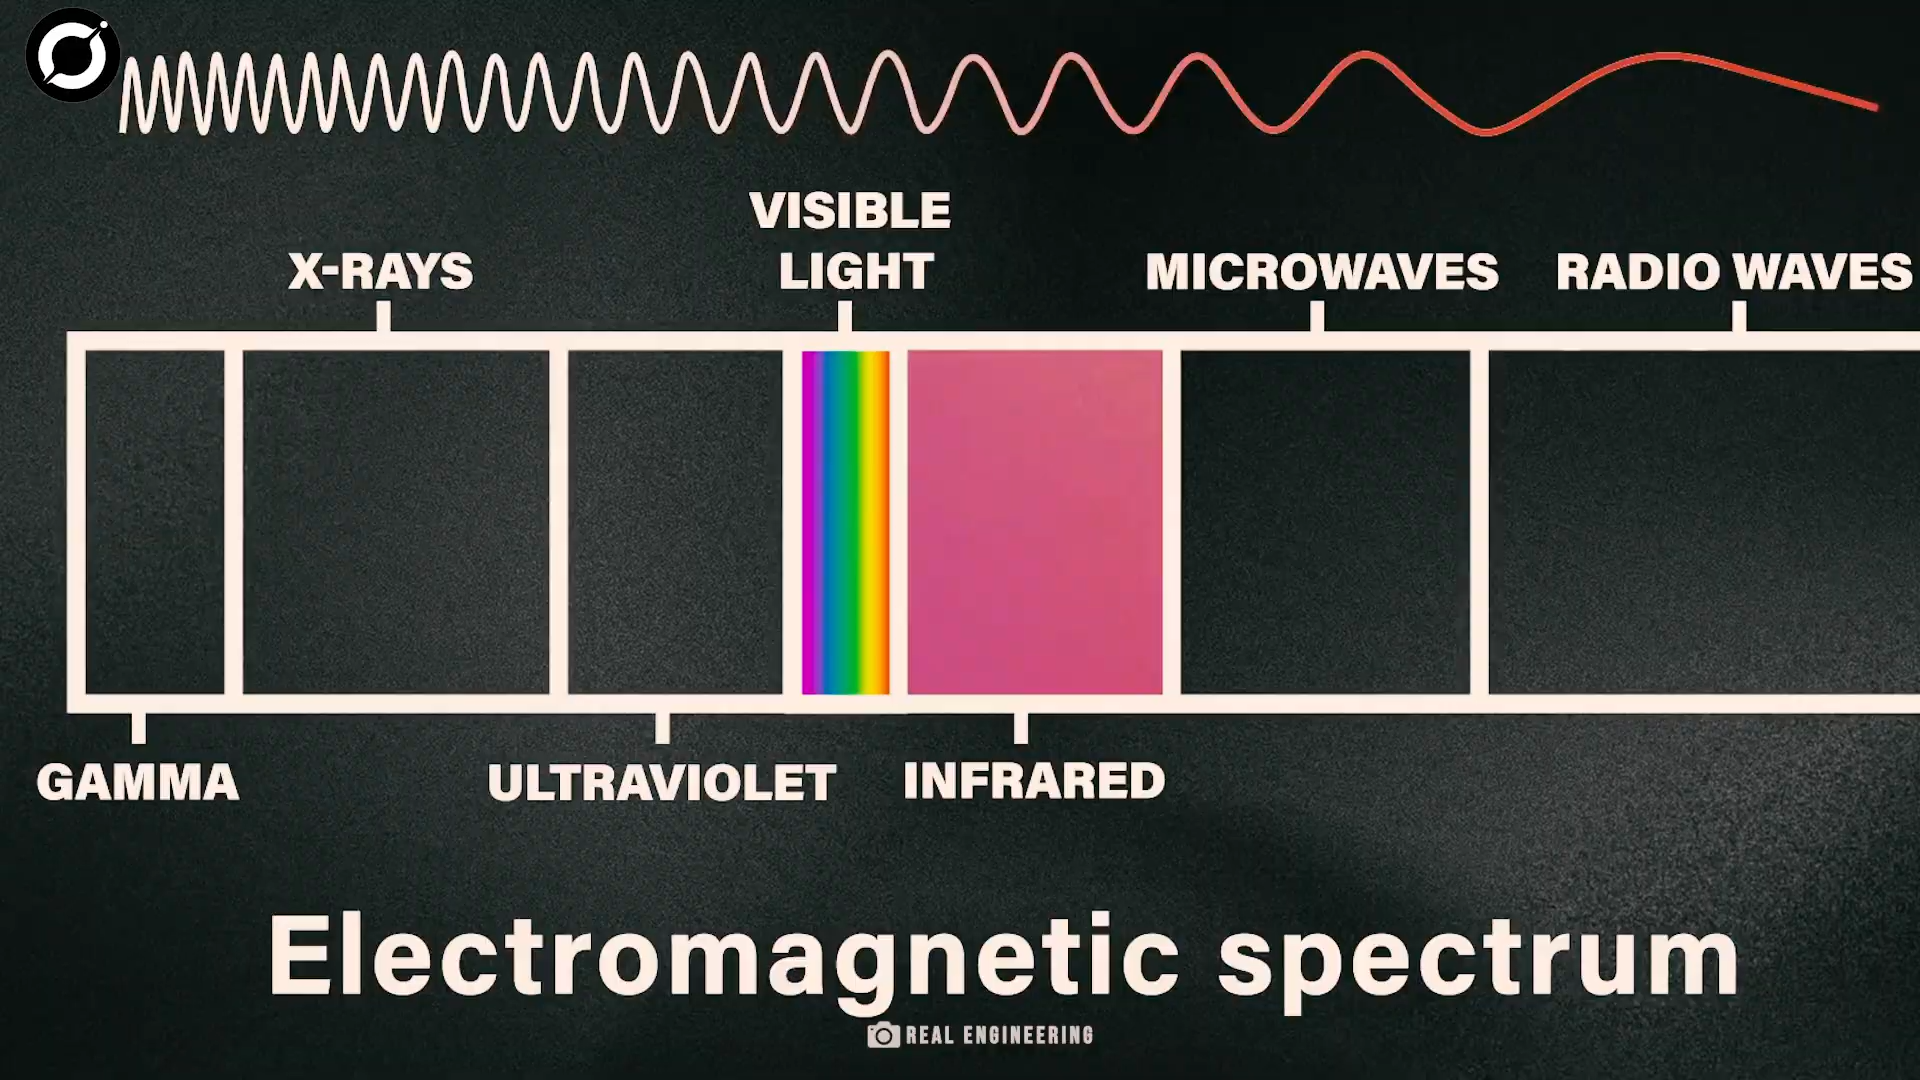 VISIBLE
LIGHT
X-RAYS
MICROWAVES
RADIO WAVES
GAMMA
ULTRAVIOLET
INFRARED
Electromagnetic spectrum
REAL ENGINEERING